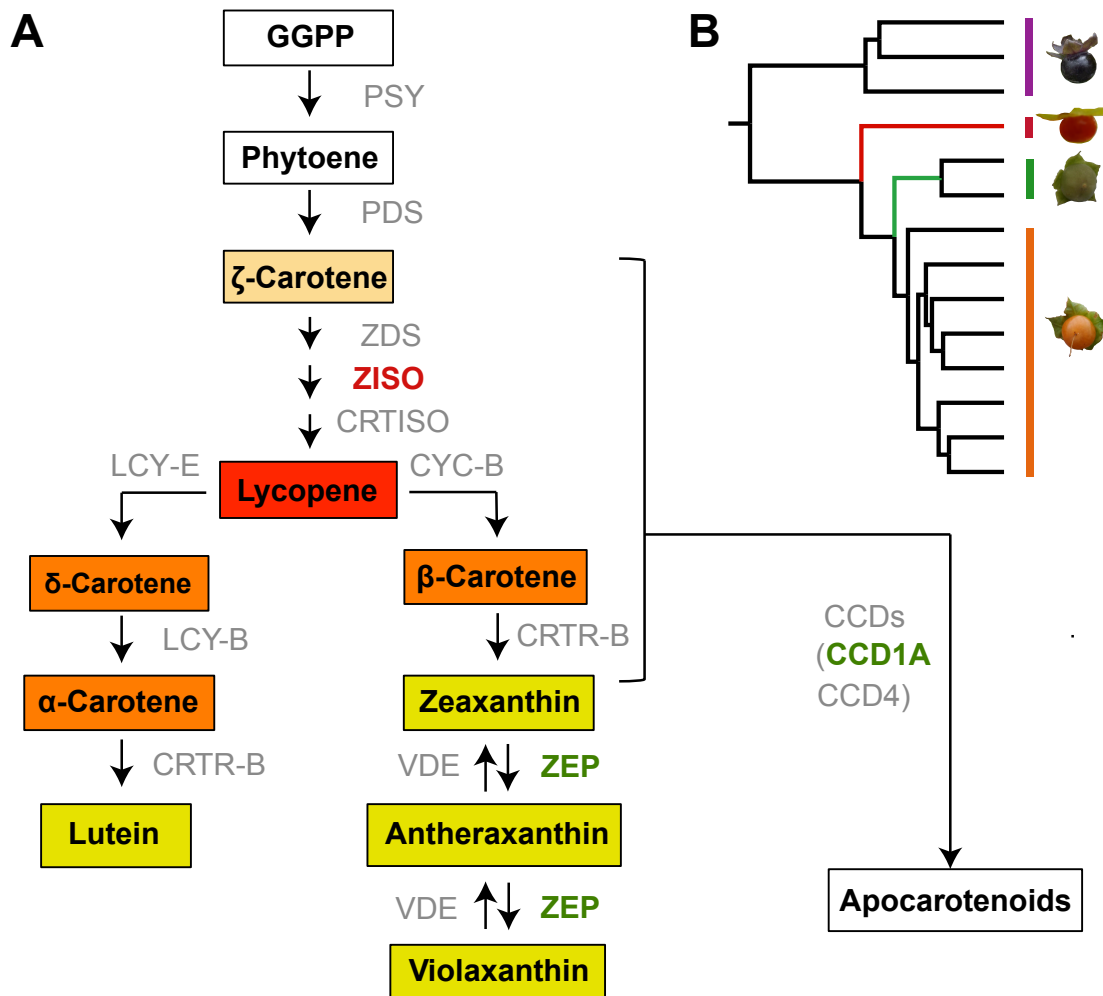 A
B
GGPP
PSY
Phytoene
PDS
ζ-Carotene
ZDS
ZISO
CRTISO
LCY-E
CYC-B
Lycopene
δ-Carotene
β-Carotene
LCY-B
CRTR-B
CCDs
(CCD1A
CCD4)
α-Carotene
Zeaxanthin
CRTR-B
VDE
ZEP
Lutein
Antheraxanthin
VDE
ZEP
Apocarotenoids
Violaxanthin